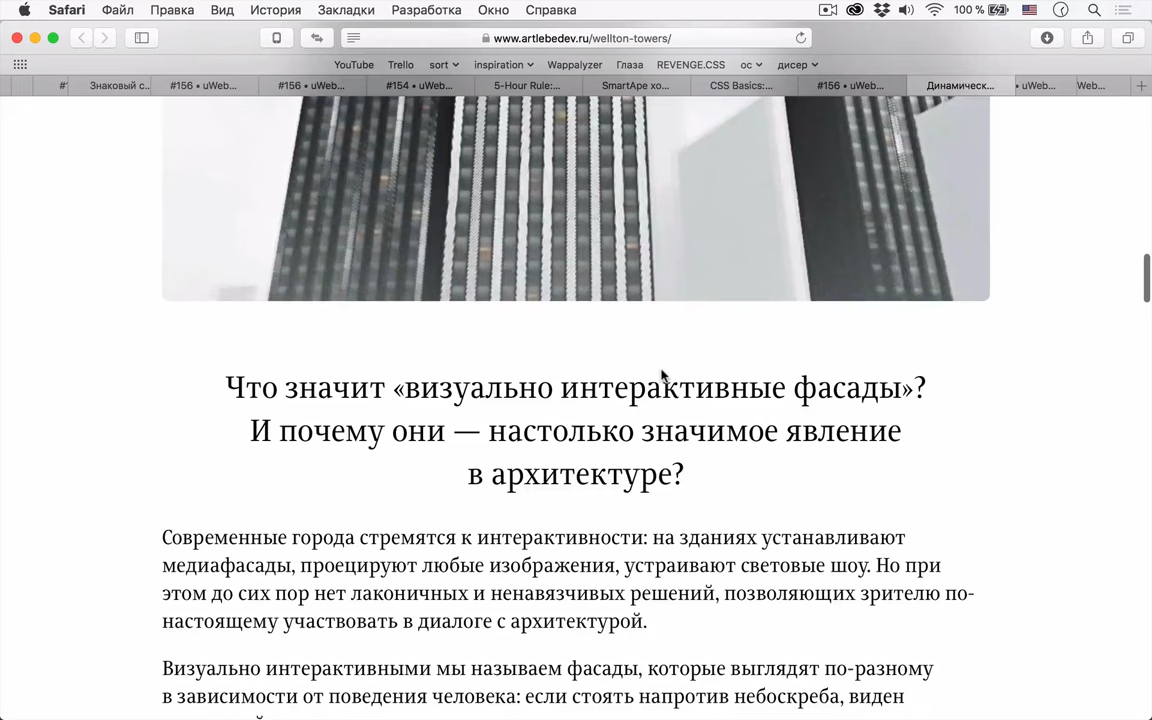 Safari Файл Правка Вид История Закладки Разработка Окно Справка 100 %
www.artlebedev.ru/wellton-towers/
YouTube Trello sort inspiration Wappalyzer Глаза REVENGE.CSS ос дисер
#' Знаковый с... #156 • uWeb... #156 • uWeb... #154 • uWeb... 5-Hour Rule:... SmartApe хо... CSS Basics:... #156 • uWeb... Динамическ... • uWeb... Web...
Что значит «визуально интерактивные фасады»?
И почему они — настолько значимое явление
в архитектуре?
Современные города стремятся к интерактивности: на зданиях устанавливают
медиафасады, проецируют любые изображения, устраивают световые шоу. Но при
этом до сих пор нет лаконичных и ненавязчивых решений, позволяющих зрителю по-
настоящему участвовать в диалоге с архитектурой.
Визуально интерактивными мы называем фасады, которые выглядят по-разному
в зависимости от поведения человека: если стоять напротив небоскреба, виден